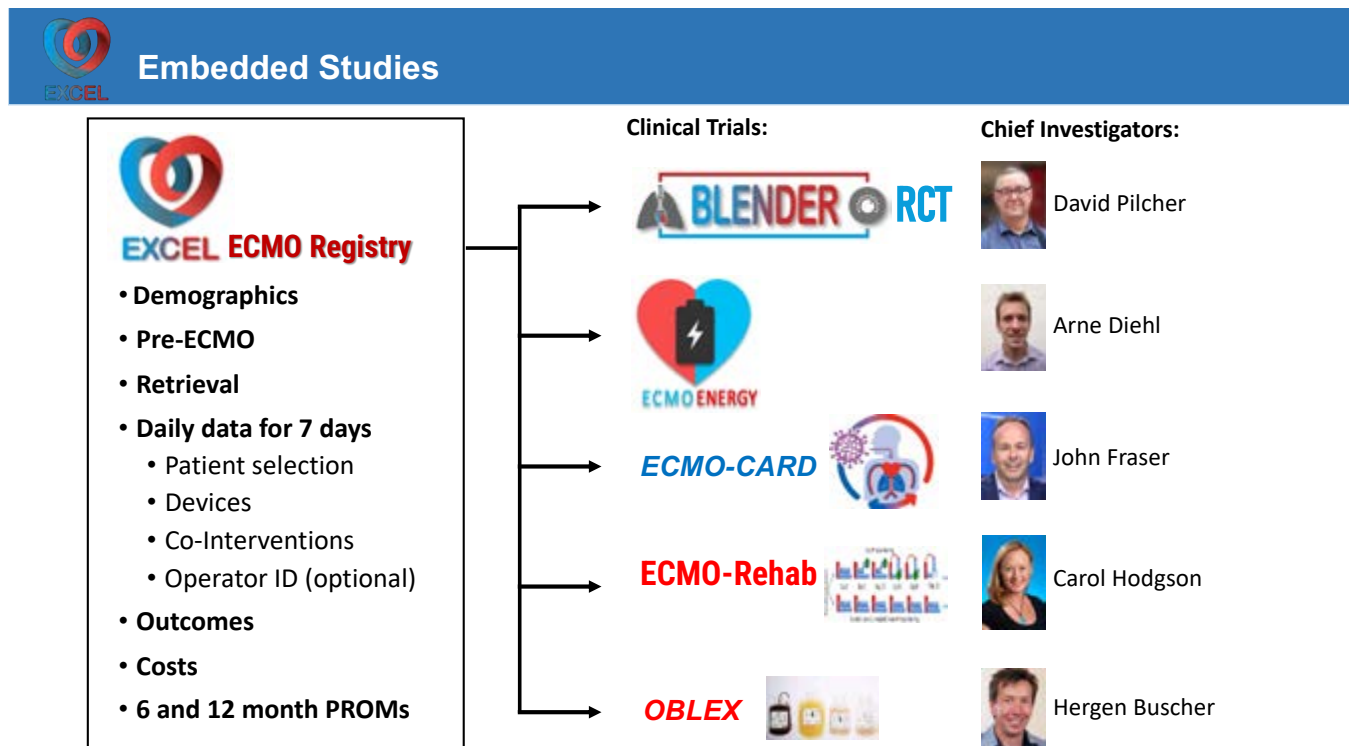 EXCEL
Embedded Studies
EXCEL ECMO Registry
• Demographics
• Pre-ECMO
• Retrieval
• Daily data for 7 days
• Patient selection
• Devices
• Co-Interventions
• Operator ID (optional)
• Outcomes
• Costs
• 6 and 12 month PROMs
Clinical Trials:
Chief Investigators:
BLENDER RCT
David Pilcher
ECMO ENERGY
Arne Diehl
ECMO-CARD
John Fraser
ECMO-Rehab
Carol Hodgson
OBLEX
Hergen Buscher